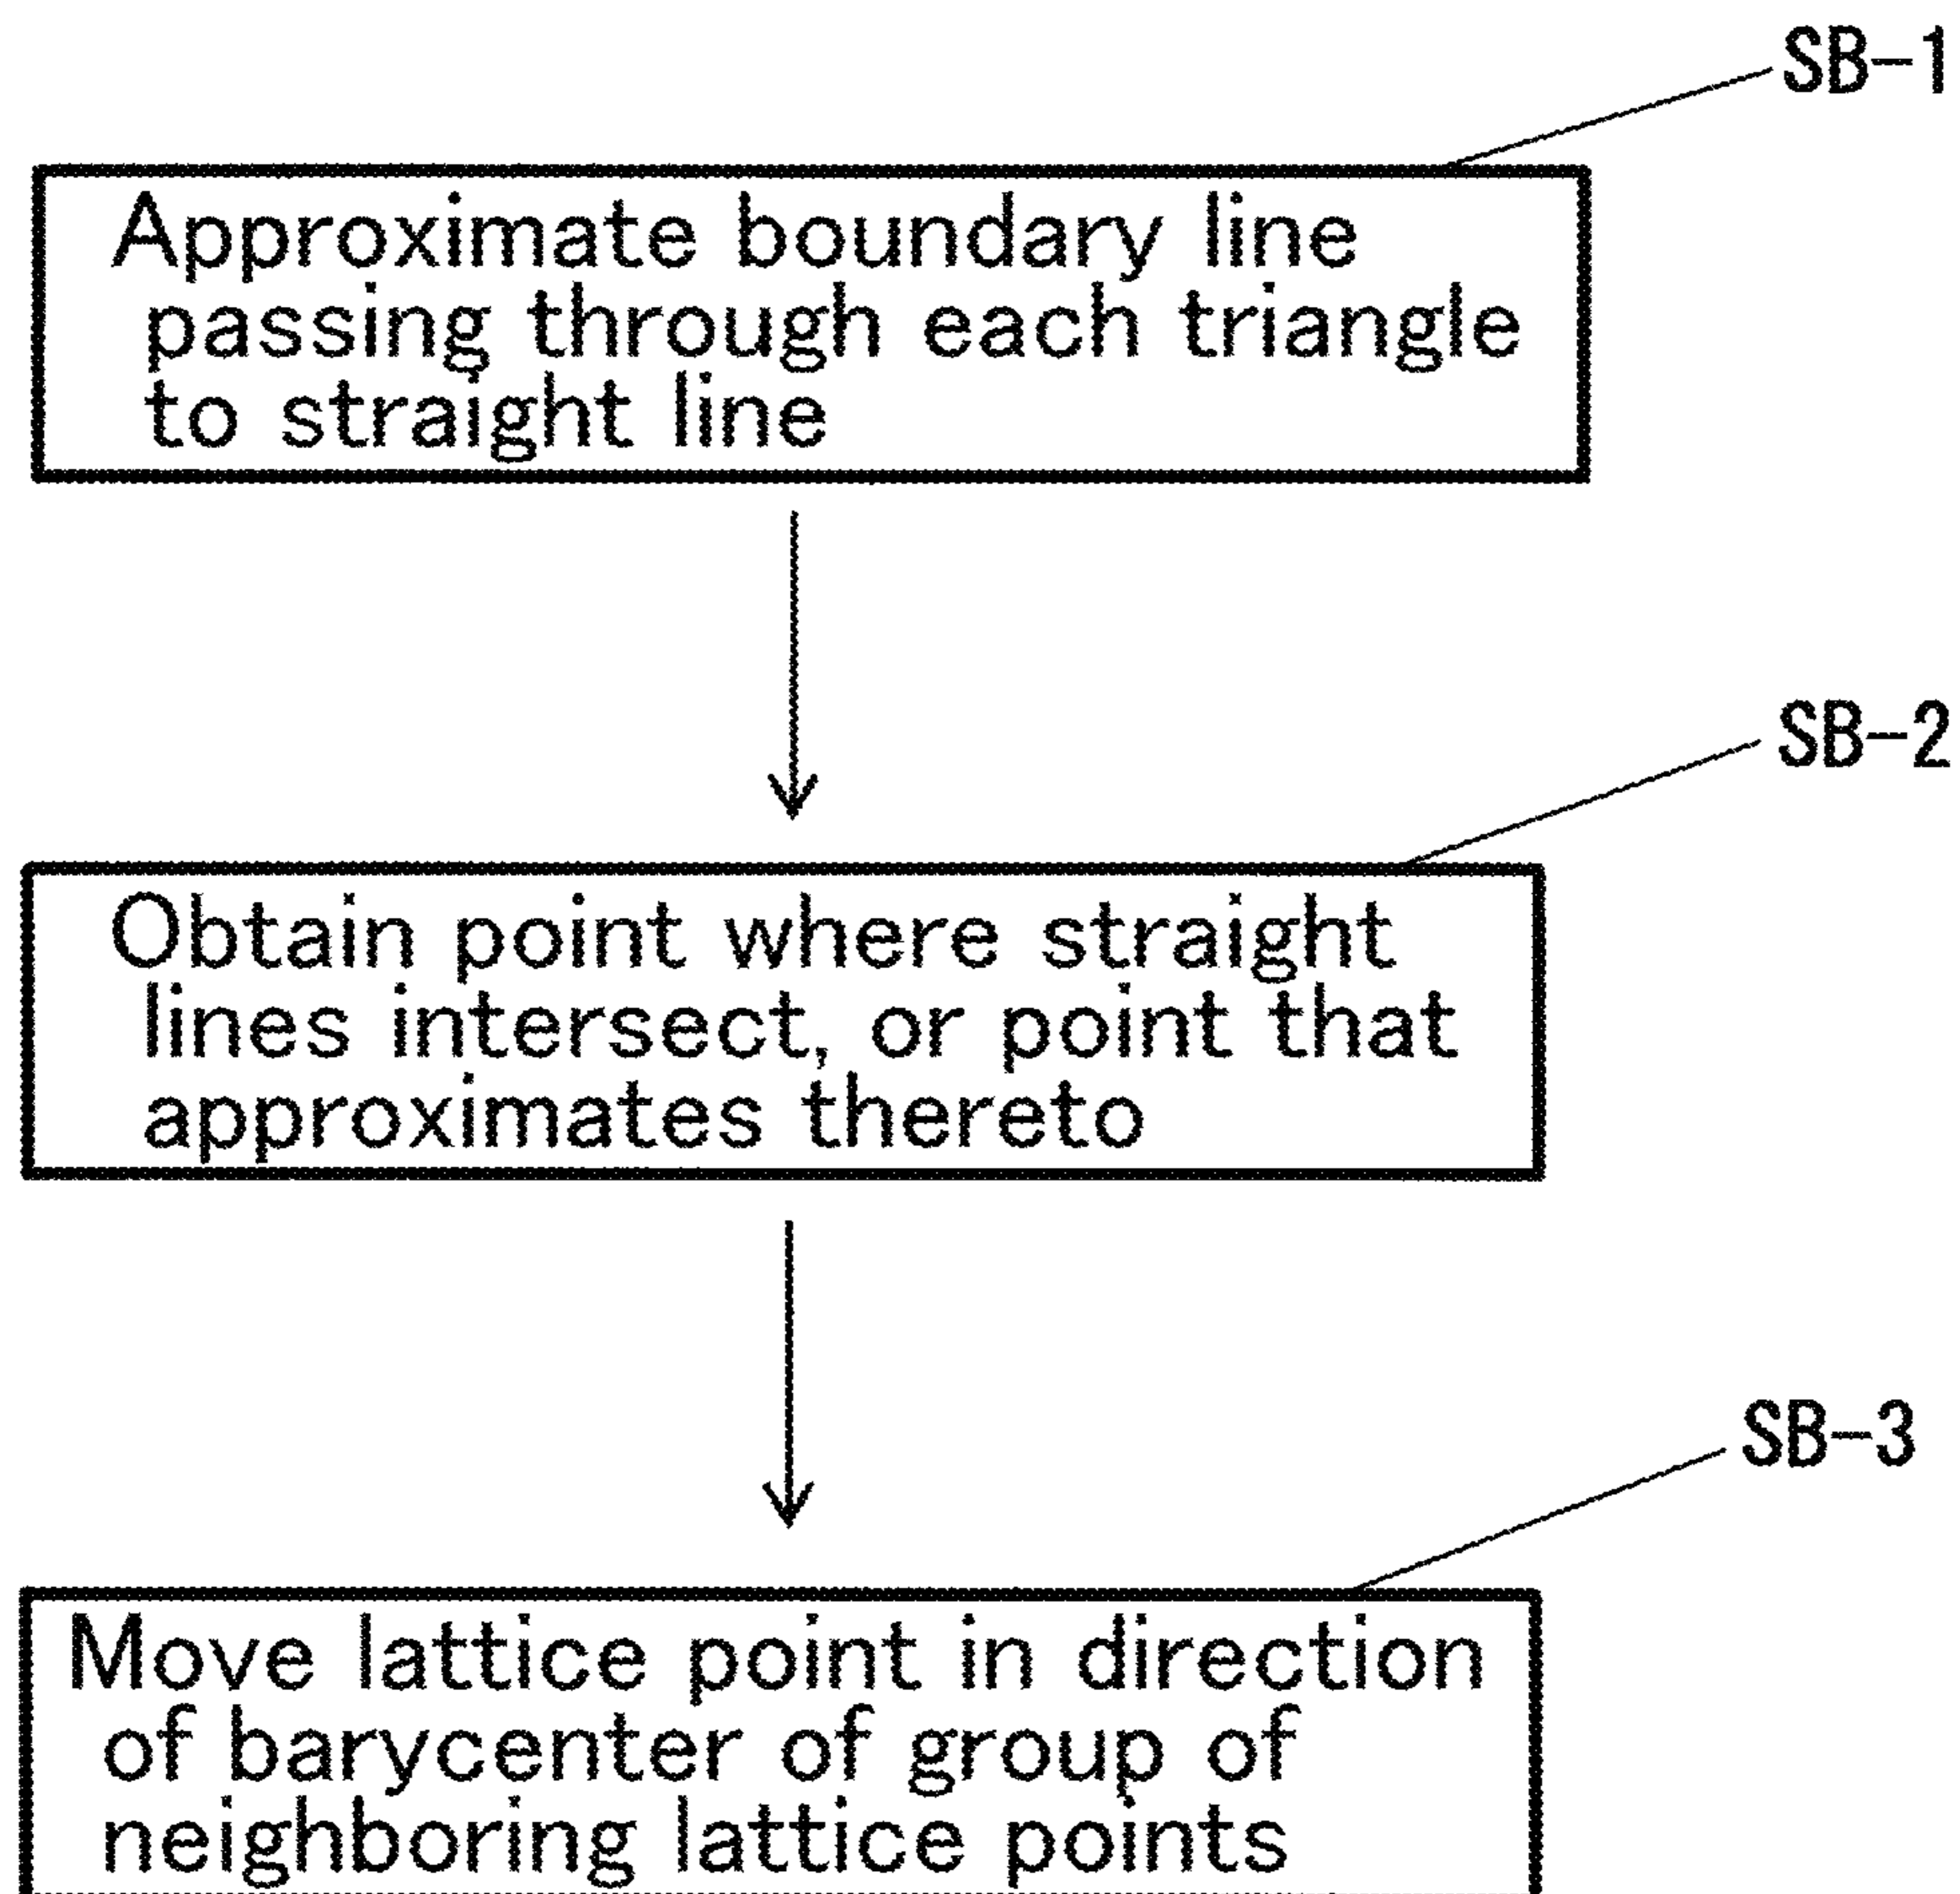 SB-1
Approximate boundary line
passing through each triangle
to straight line
SB-2
Obtain point where straight
lines intersect, or point that
approximates thereto
SB-3
Move lattice point in direction
of barycenter of group of
neighboring lattice points